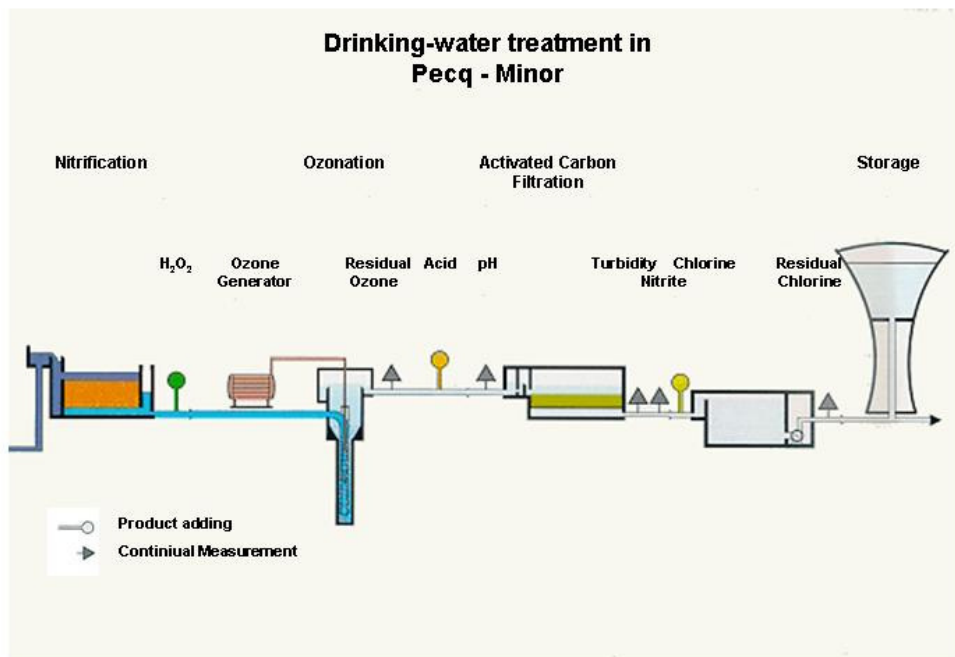 Drinking-water treatment in
Pecq - Minor
Nitrification
Ozonation
Activated Carbon
Filtration
Storage
H₂O₂
Ozone
Generator
Residual
Ozone
Acid
pH
Turbidity
Chlorine
Nitrite
Residual
Chlorine
Product adding
Continiual Measurement